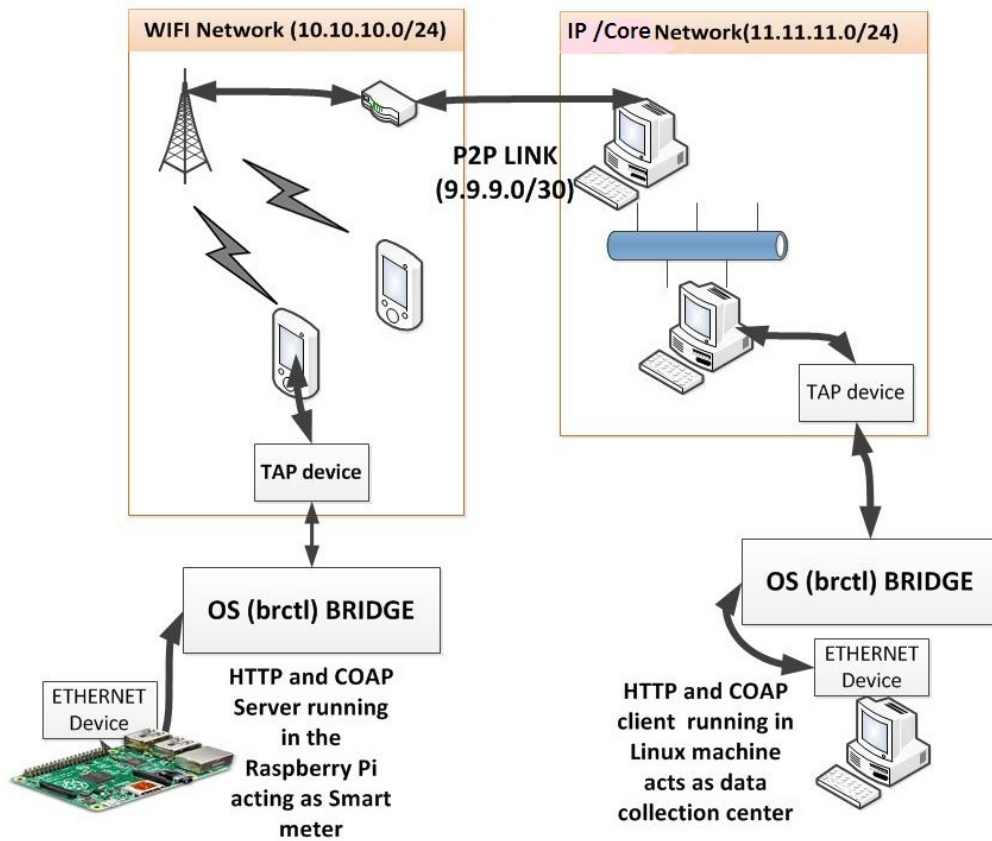 WIFI Network (10.10.10.0/24)
IP /Core Network(11.11.11.0/24)
P2P LINK
(9.9.9.0/30)
TAP device
TAP device
OS (brctl) BRIDGE
OS (brctl) BRIDGE
ETHERNET
Device
HTTP and COAP
Server running
in the
Raspberry Pi
acting as Smart
meter
ETHERNET
Device
HTTP and COAP
client running in
Linux machine
acts as data
collection center